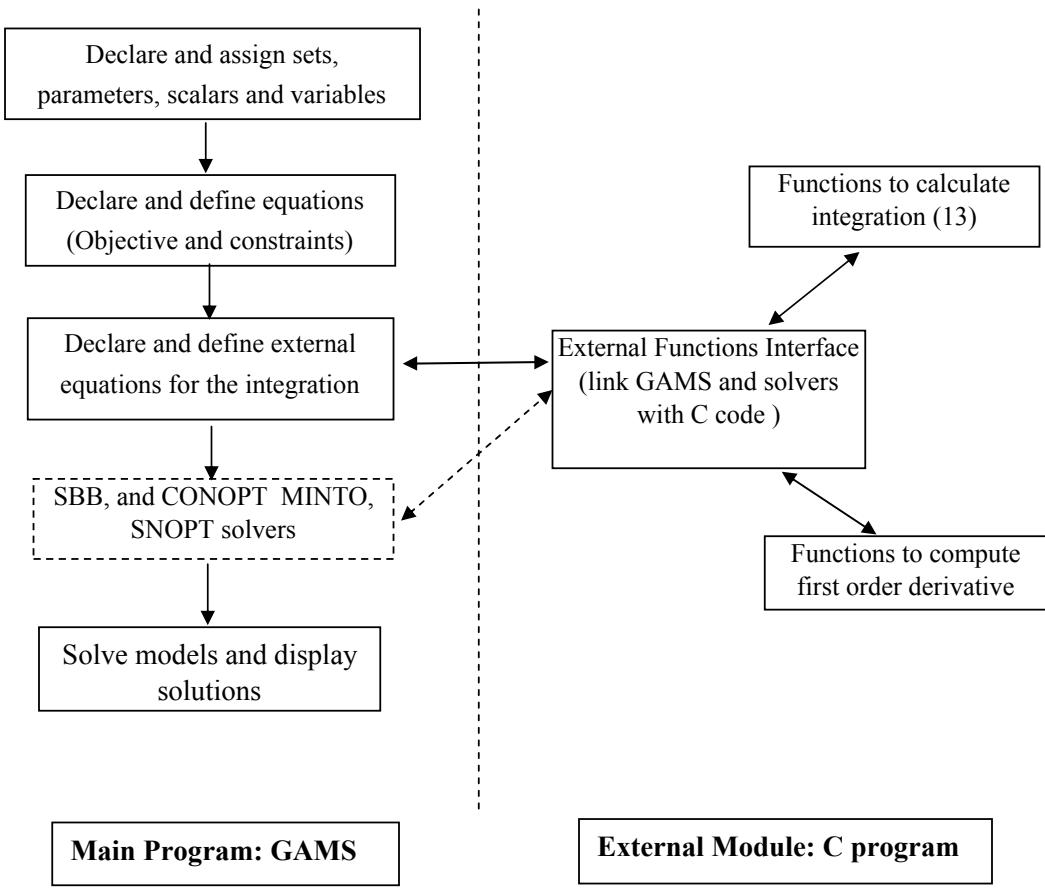 Declare and assign sets,
parameters, scalars and variables
Declare and define equations
(Objective and constraints)
Declare and define external
equations for the integration
SBB, and CONOPT MINTO,
SNOPT solvers
Solve models and display
solutions
Main Program: GAMS
Functions to calculate
integration (13)
External Functions Interface
(link GAMS and solvers
with C code )
Functions to compute
first order derivative
External Module: C program